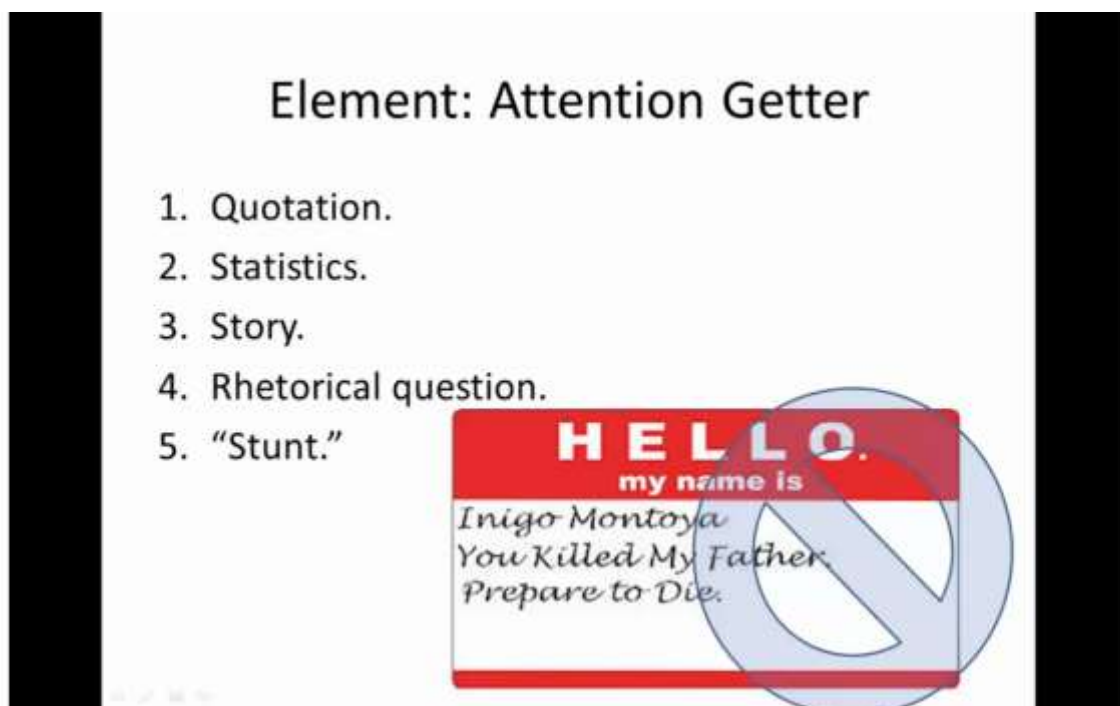 Element: Attention Getter
1. Quotation.
2. Statistics.
3. Story.
4. Rhetorical question.
5. “Stunt.”
HELLO.
my name is
Inigo Montoya
You Killed My Father.
Prepare to Die.